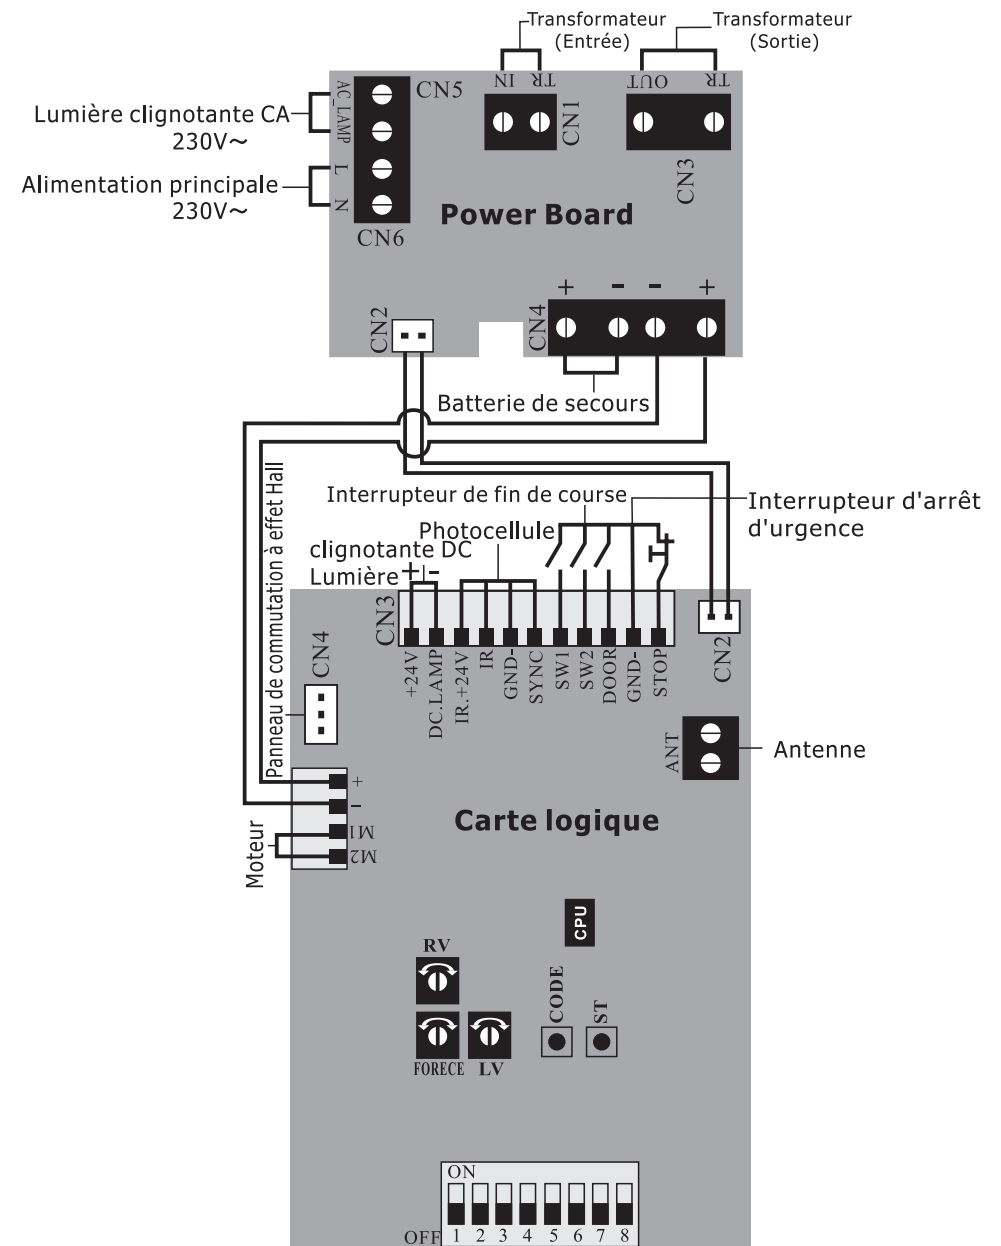 Transformateur
(Entrée)
Transformateur
(Sortie)
IN
TR
OUT
TR
Lumière clignotante CA
230V~
AC_LAMP
CN5
CN1
CN3
Alimentation principale
230V~
L
N
CN6
Power Board
+ - - +
CN2
CN4
Batterie de secours
Panneau de commutation à effet Hall
Interrupteur de fin de course
Interrupteur d'arrêt
d'urgence
Photocellule
clignotante DC
Lumière
+ -
CN3
+24V
DC.LAMP
IR.+24V
IR
GND-
SYNC
SW1
SW2
DOOR
GND-
STOP
CN2
CN4
ANT
Antenne
+
-
M1
M2
Moteur
Carte logique
CPU
RV
FORECE
LV
CODE
ST
ON
OFF
1 2 3 4 5 6 7 8